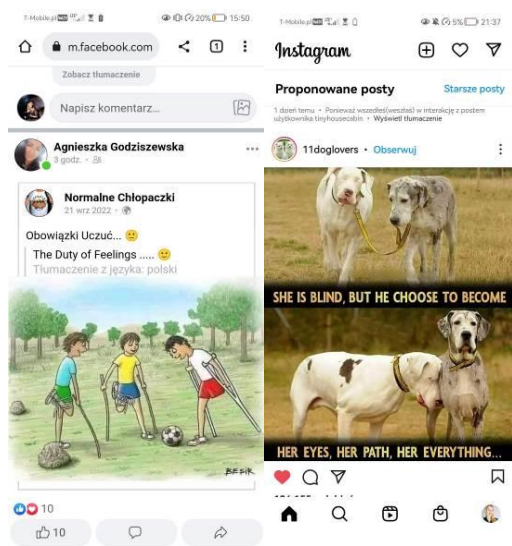 T-Mobile.pl
20% 15:50
m.facebook.com
1
Zobacz tłumaczenie
Napisz komentarz...
Agnieszka Godziszewska
3 godz. ·
Normalne Chłopaczki
21 wrz 2022 ·
Obowiązki Uczuć... 🙂
The Duty of Feelings ..... 🙂
Tłumaczenie z języka: polski
BESiR
10
10
T-Mobile.pl
5% 21:37
Instagram
Proponowane posty
Starsze posty
1 dzień temu • Ponieważ wszedłeś(weszłaś) w interakcję z postem
użytkownika tinyhousecabin • Wyświetl tłumaczenie
11doglovers • Obserwuj
SHE IS BLIND, BUT HE CHOOSE TO BECOME
HER EYES, HER PATH, HER EVERYTHING...